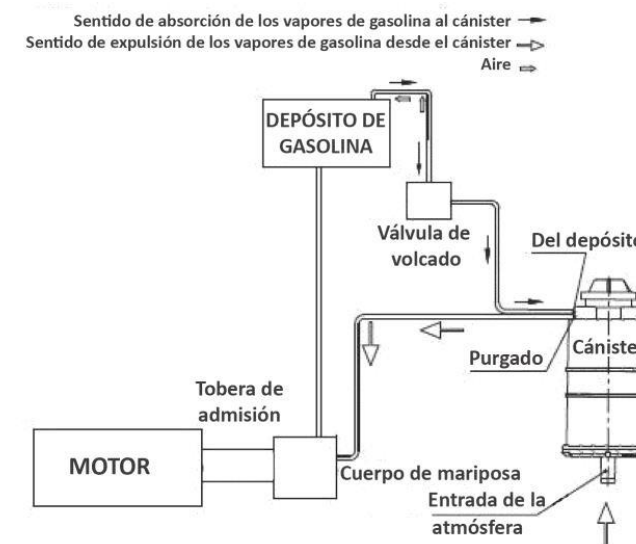 Sentido de absorción de los vapores de gasolina al cánister
Sentido de expulsión de los vapores de gasolina desde el cánister
Aire
DEPÓSITO DE
GASOLINA
Válvula de
volcado
Del depósito
Purgado
Cániste
Tobera de
admisión
MOTOR
Cuerpo de mariposa
Entrada de la
atmósfera